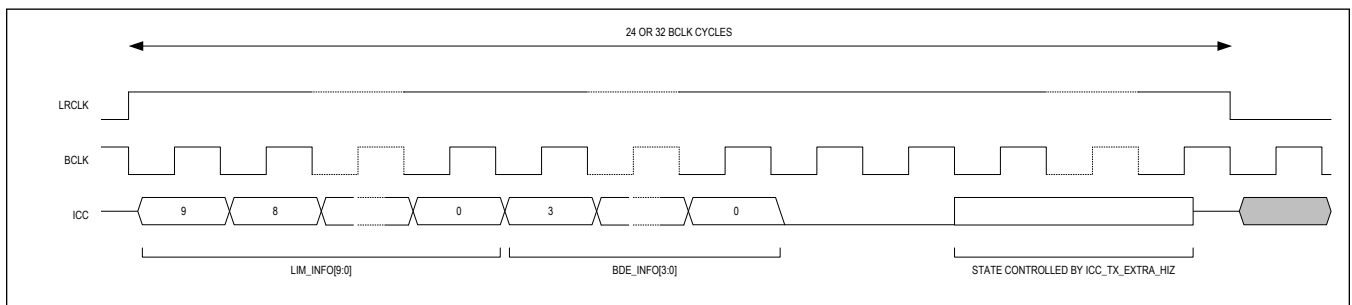 24 OR 32 BCLK CYCLES
LRCLK
BCLK
ICC
9
8
0
3
0
LIM_INFO[9:0]
BDE_INFO[3:0]
STATE CONTROLLED BY ICC_TX_EXTRA_HIZ